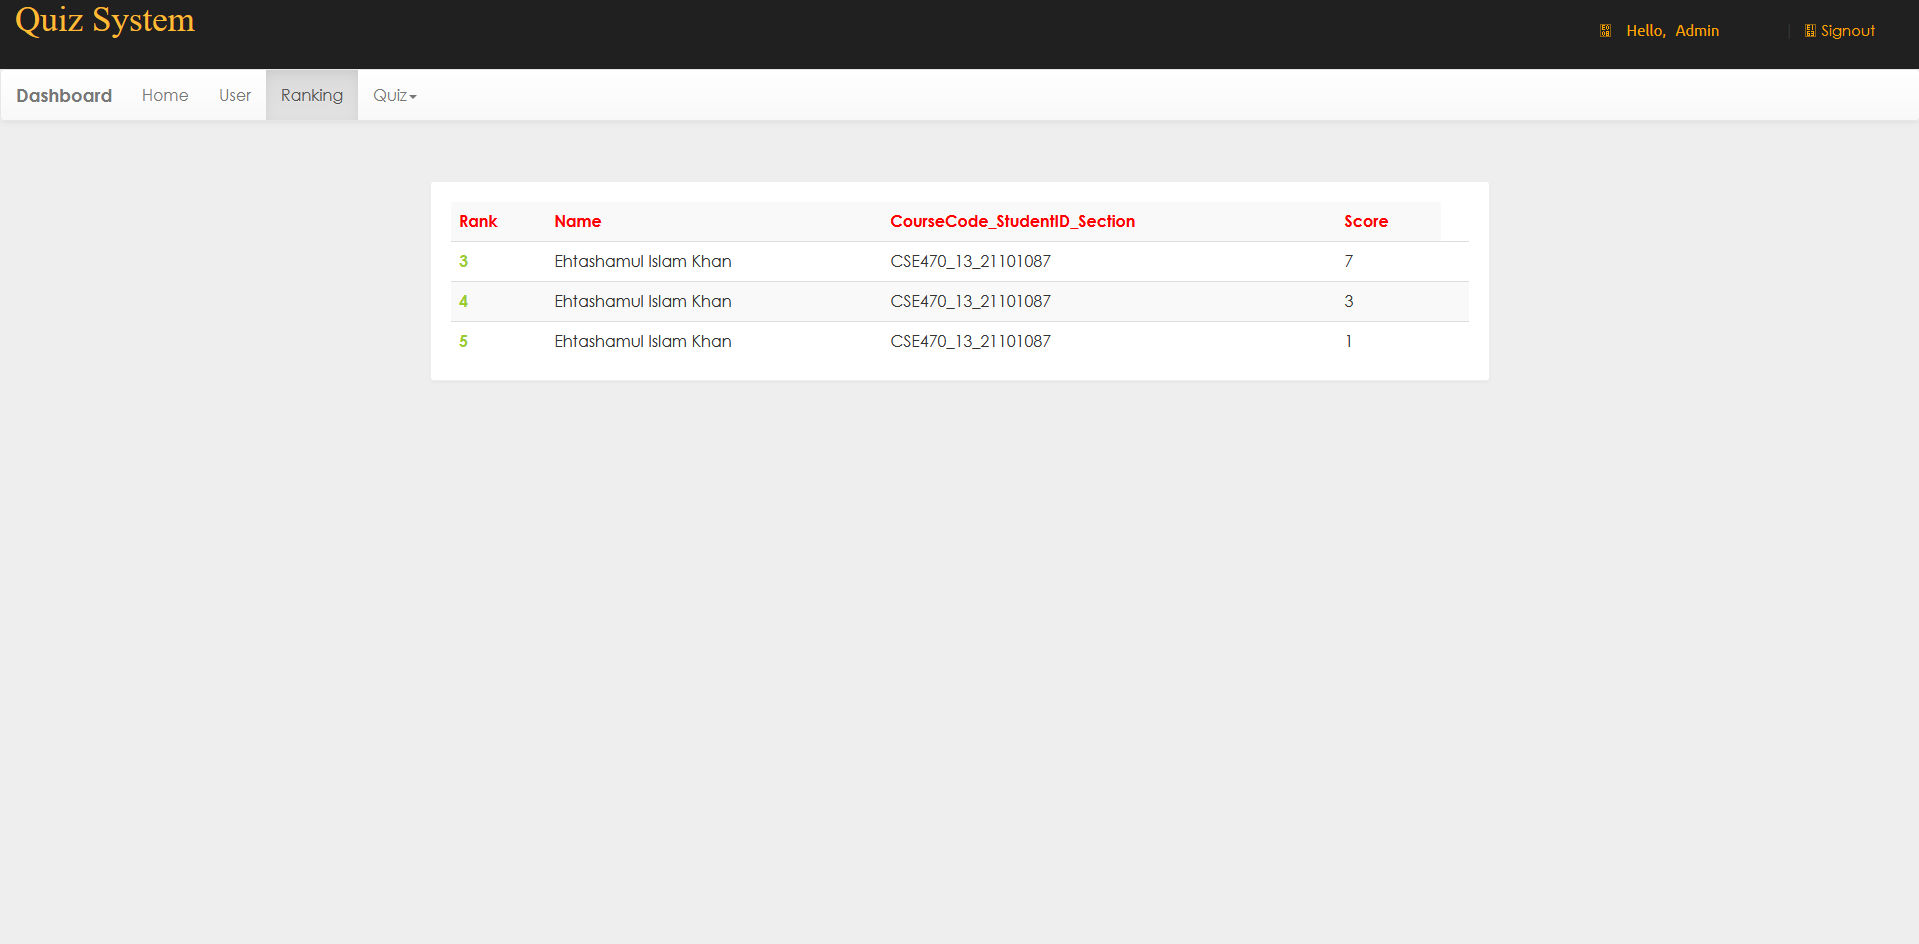 Quiz System
Hello, Admin | Signout
Dashboard Home User Ranking Quiz
Rank Name CourseCode_StudentID_Section Score
3 Ehtashamul Islam Khan CSE470_13_21101087 7
4 Ehtashamul Islam Khan CSE470_13_21101087 3
5 Ehtashamul Islam Khan CSE470_13_21101087 1